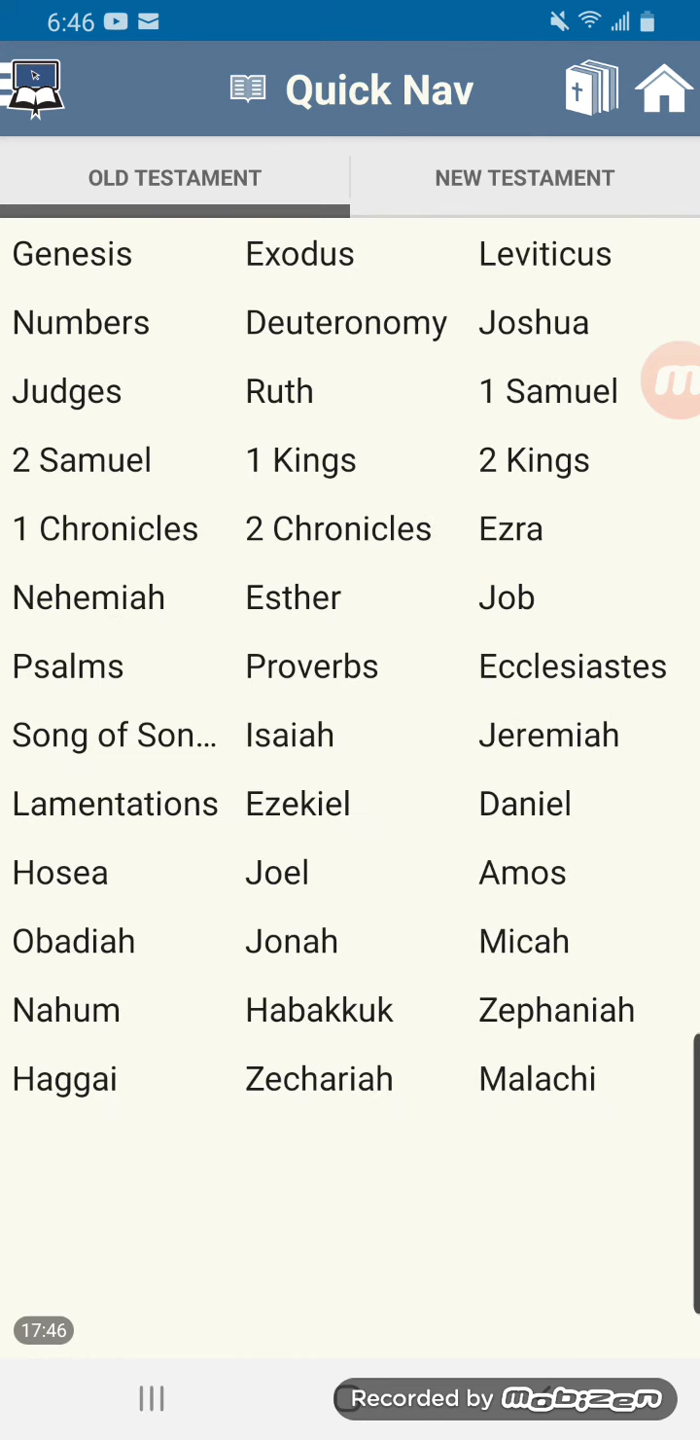 6:46
Quick Nav
OLD TESTAMENT NEW TESTAMENT
Genesis Exodus Leviticus
Numbers Deuteronomy Joshua
Judges Ruth 1 Samuel
2 Samuel 1 Kings 2 Kings
1 Chronicles 2 Chronicles Ezra
Nehemiah Esther Job
Psalms Proverbs Ecclesiastes
Song of Son... Isaiah Jeremiah
Lamentations Ezekiel Daniel
Hosea Joel Amos
Obadiah Jonah Micah
Nahum Habakkuk Zephaniah
Haggai Zechariah Malachi
17:46
Recorded by mobizen